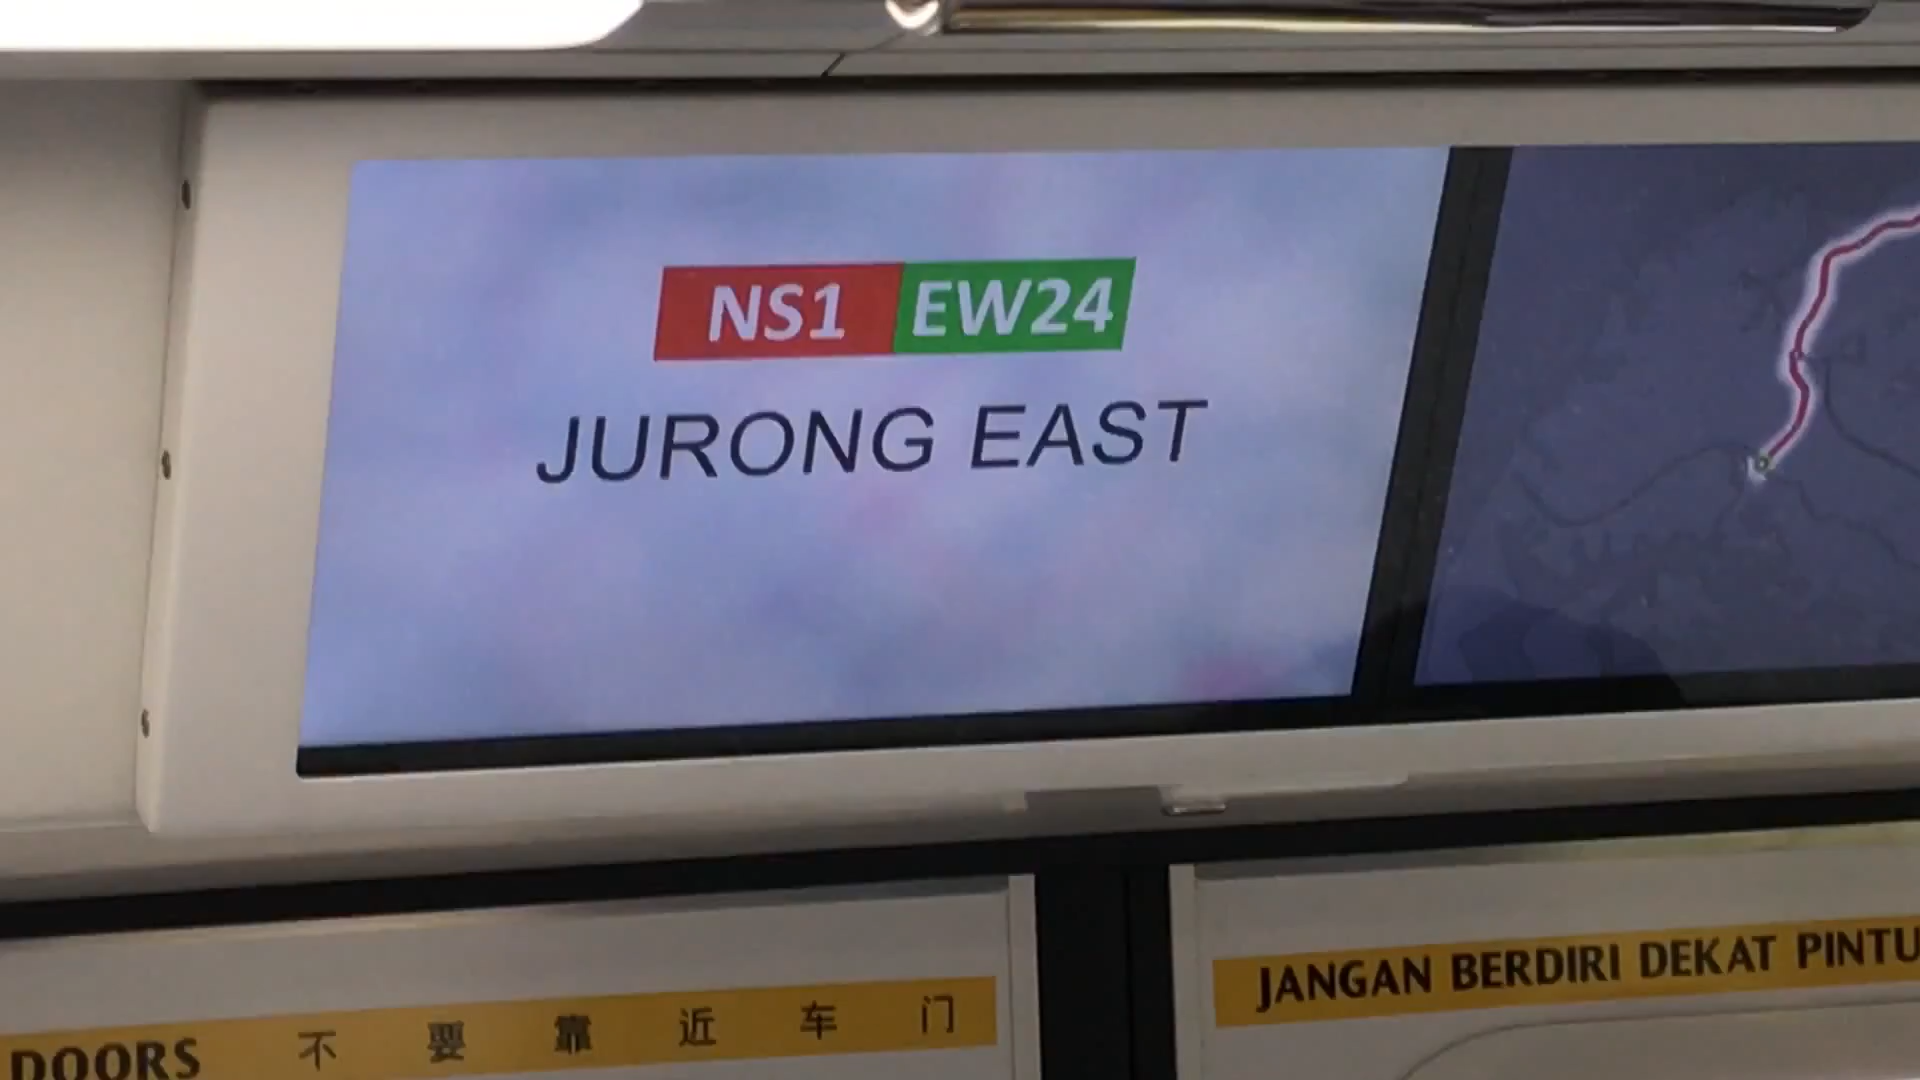 NS1 EW24
JURONG EAST
DOORS 不要靠近车门
JANGAN BERDIRI DEKAT PINTU